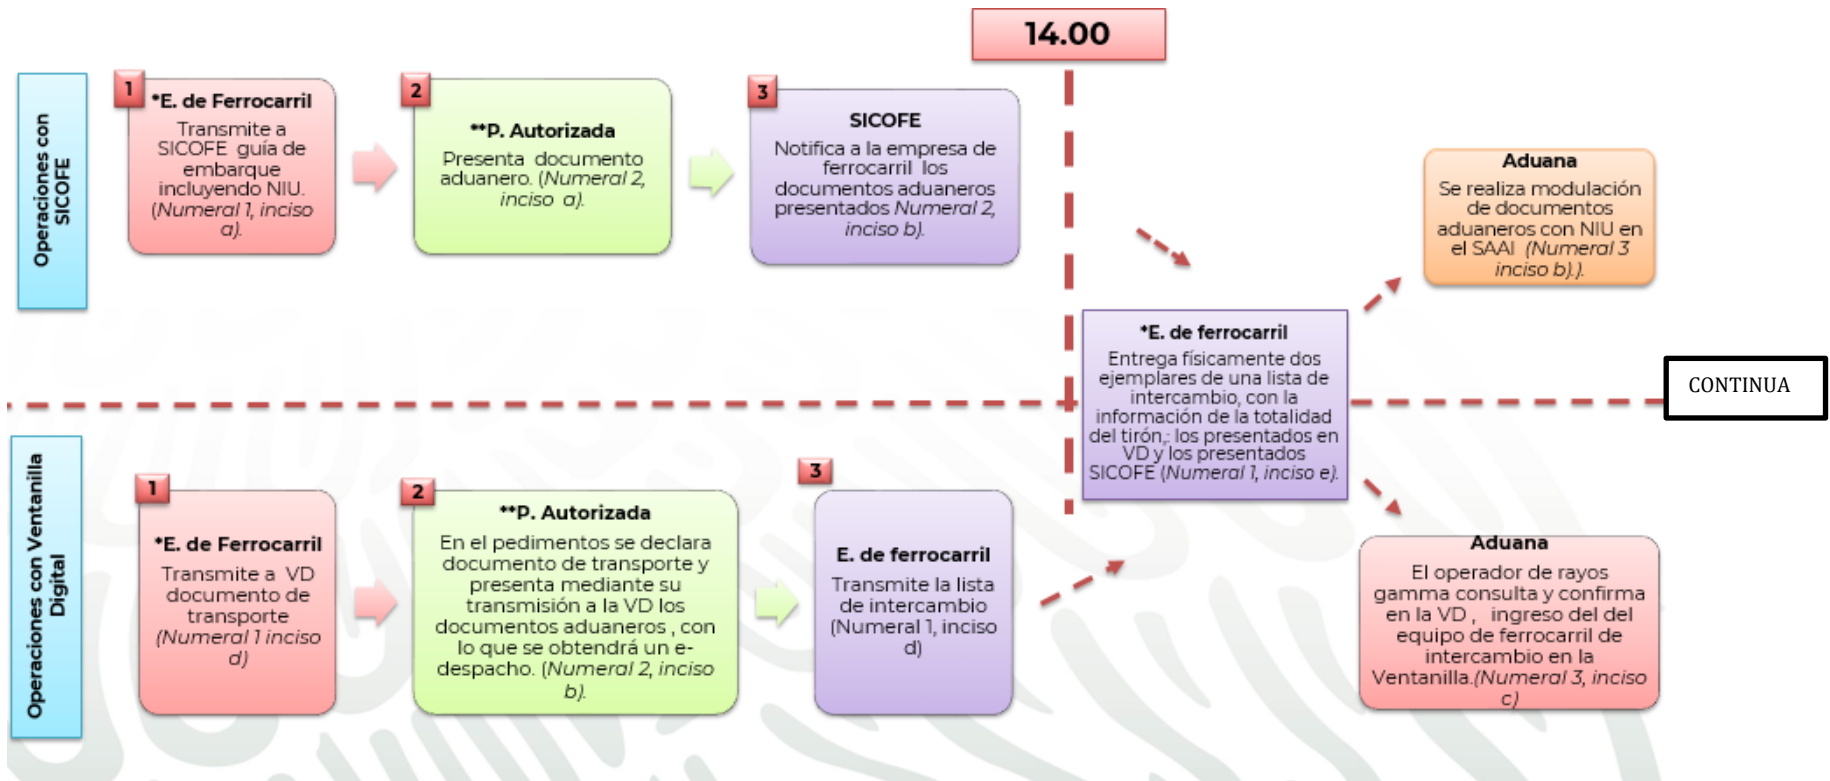 14.00
Operaciones con
SICOFE
1
*E. de Ferrocarril
Transmite a
SICOFE guía de
embarque
incluyendo NIU.
(Numeral 1, inciso
a).
2
**P. Autorizada
Presenta documento
aduanero. (Numeral 2,
inciso a).
3
SICOFE
Notifica a la empresa de
ferrocarril los
documentos aduaneros
presentados Numeral 2,
inciso b).
Aduana
Se realiza modulación
de documentos
aduaneros con NIU en
el SAAI (Numeral 3
inciso b).).
*E. de ferrocarril
Entrega físicamente dos
ejemplares de una lista de
intercambio, con la
información de la totalidad
del tirón,: los presentados en
VD y los presentados
SICOFE (Numeral 1, inciso e).
CONTINUA
Operaciones con Ventanilla
Digital
1
*E. de Ferrocarril
Transmite a VD
documento de
transporte
(Numeral 1 inciso
d)
2
**P. Autorizada
En el pedimentos se declara
documento de transporte y
presenta mediante su
transmisión a la VD los
documentos aduaneros , con
lo que se obtendrá un e-
despacho. (Numeral 2, inciso
b).
3
E. de ferrocarril
Transmite la lista
de intercambio
(Numeral 1, inciso
d)
Aduana
El operador de rayos
gamma consulta y confirma
en la VD , ingreso del del
equipo de ferrocarril de
intercambio en la
Ventanilla.(Numeral 3, inciso
c)